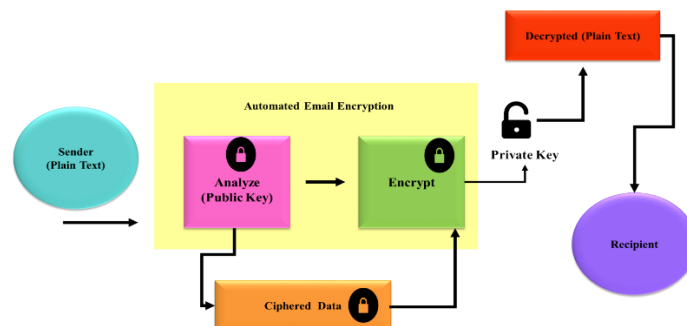 Decrypted (Plain Text)
Automated Email Encryption
Sender
(Plain Text)
Analyze
(Public Key)
Encrypt
Private Key
Recipient
Ciphered Data